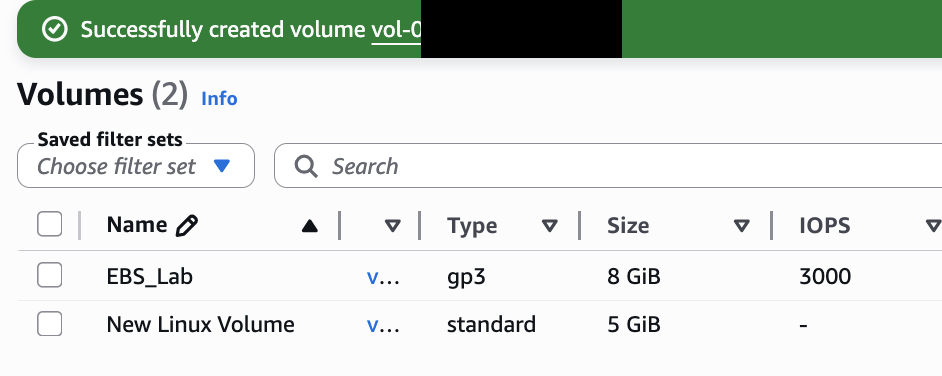 Successfully created volume vol-0
Volumes (2) Info
Saved filter sets
Choose filter set
Search
Name Type Size IOPS
EBS_Lab v... gp3 8 GiB 3000
New Linux Volume v... standard 5 GiB -